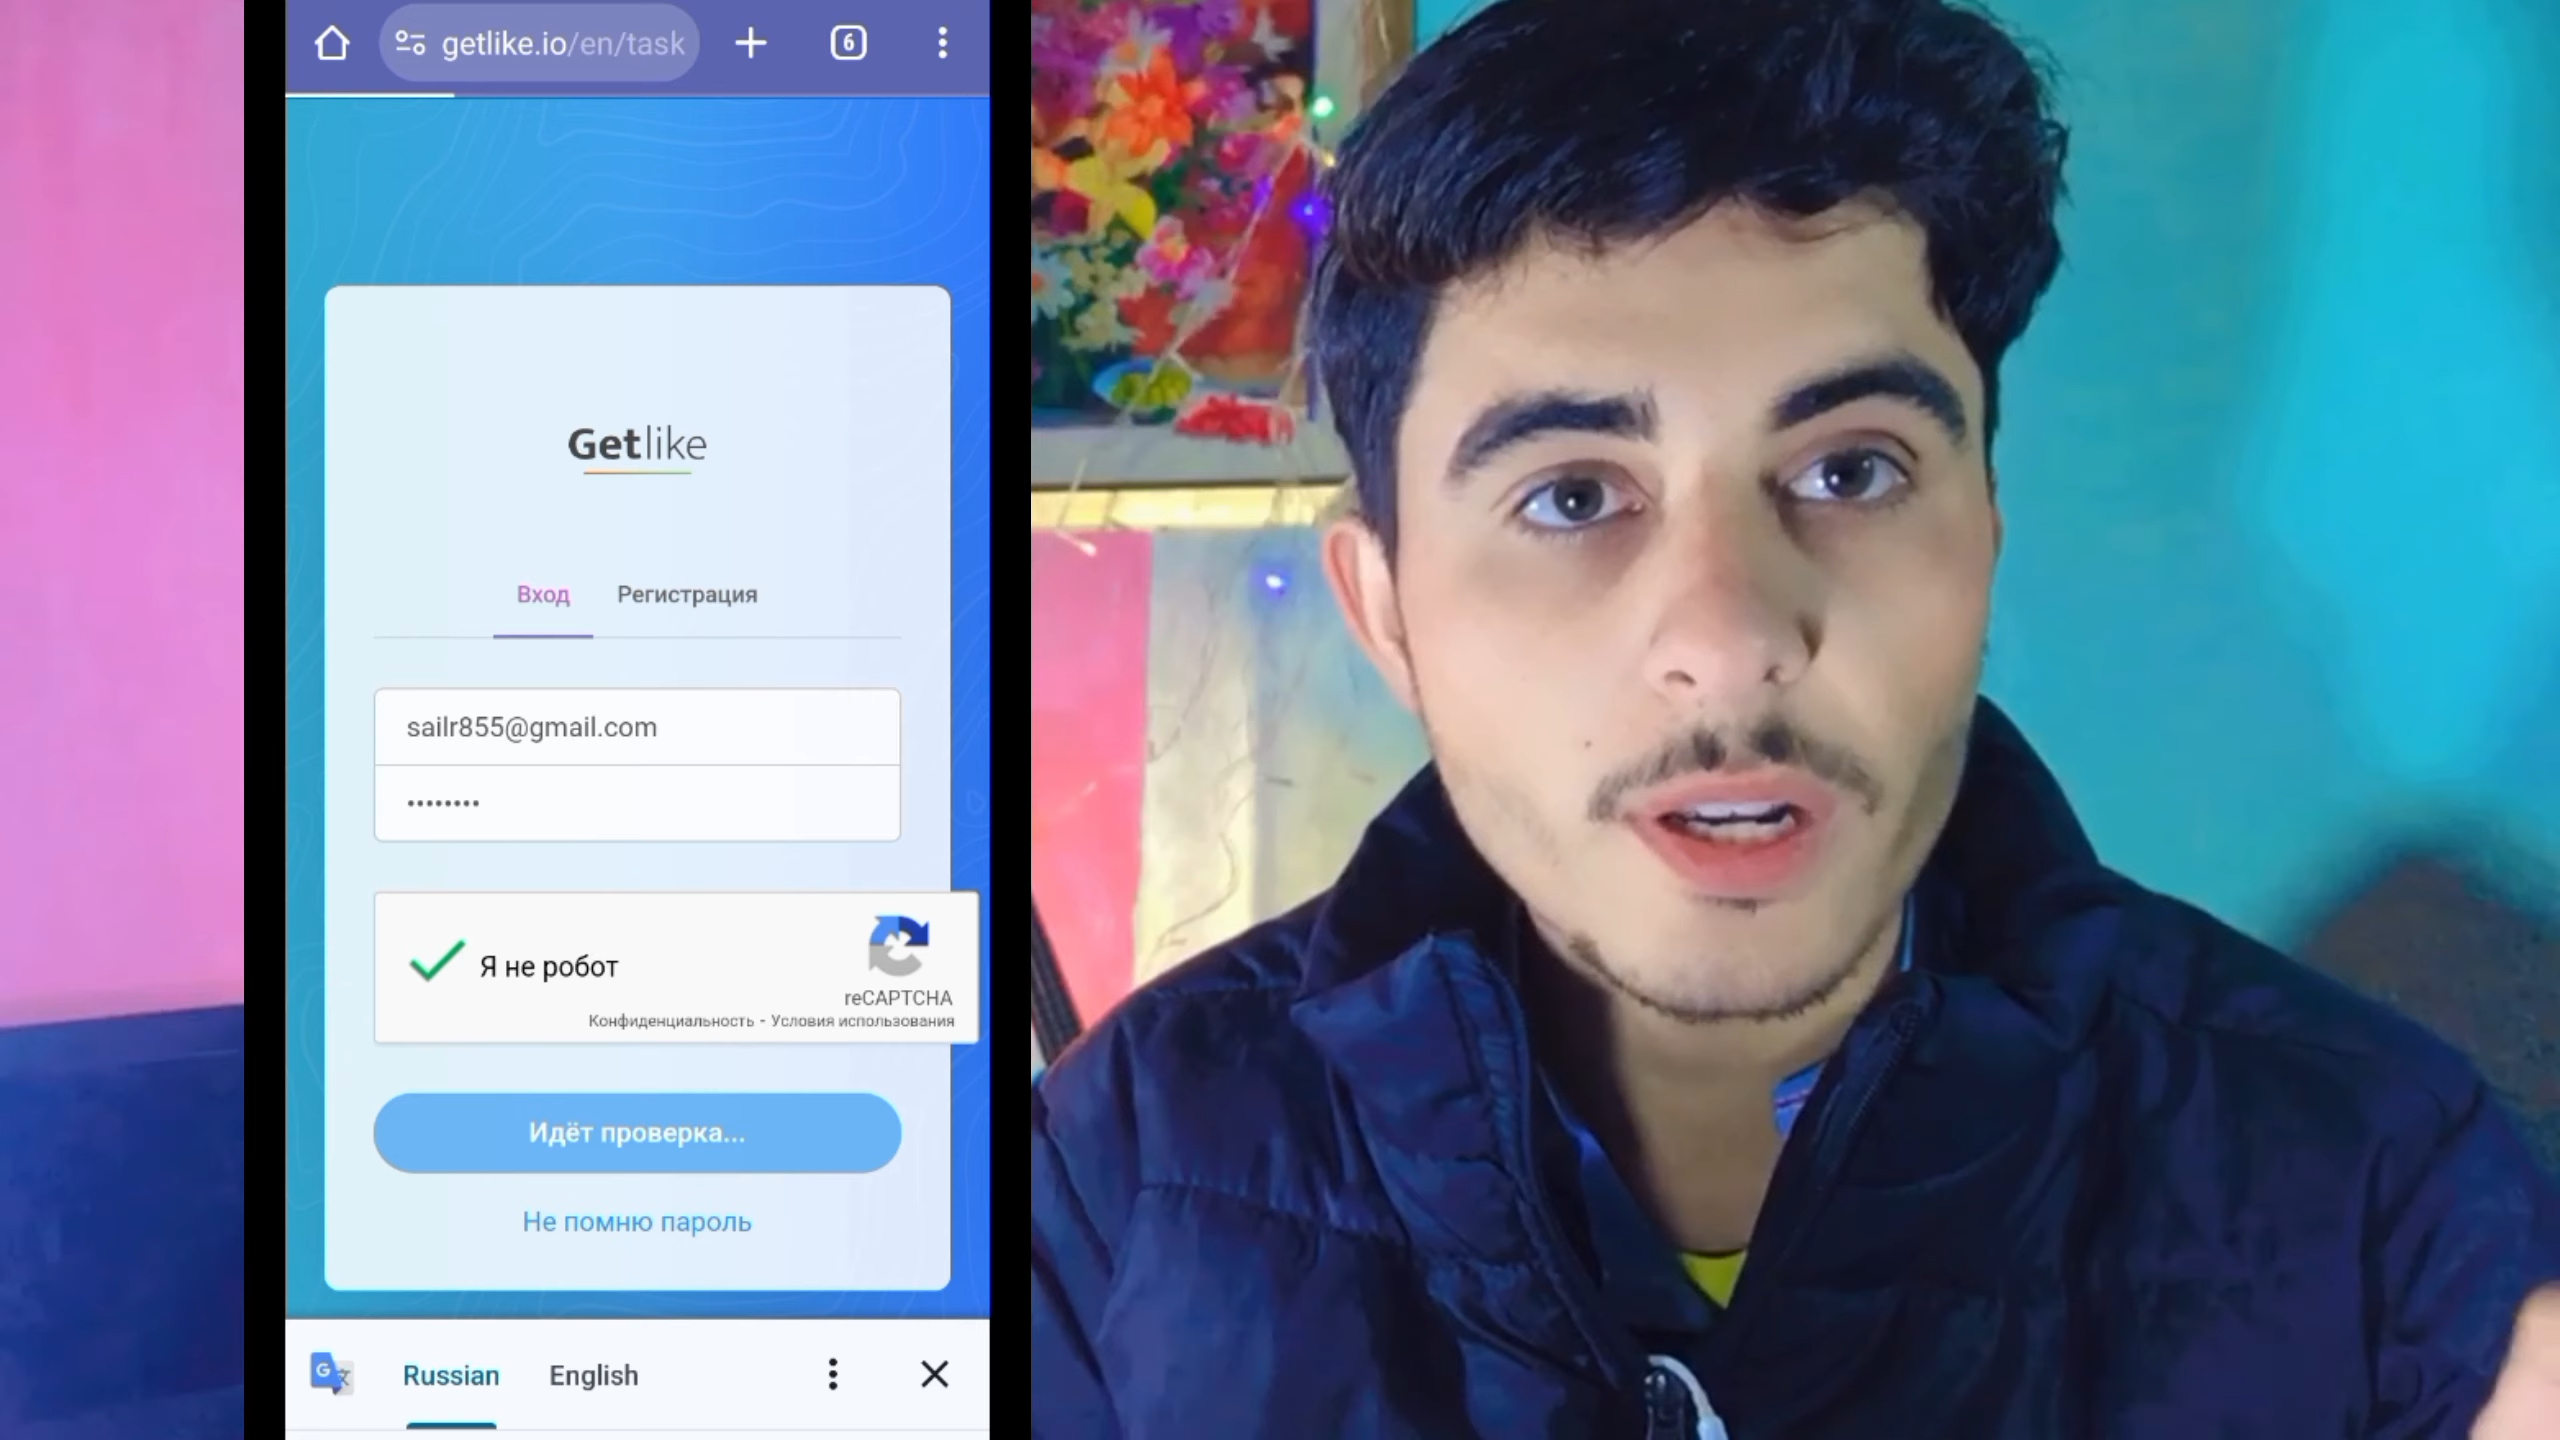 getlike.io/en/task
6
Getlike
Вход Регистрация
sailr855@gmail.com
••••••••
Я не робот
reCAPTCHA
Конфиденциальность - Условия использования
Идёт проверка...
Не помню пароль
G 文
Russian English